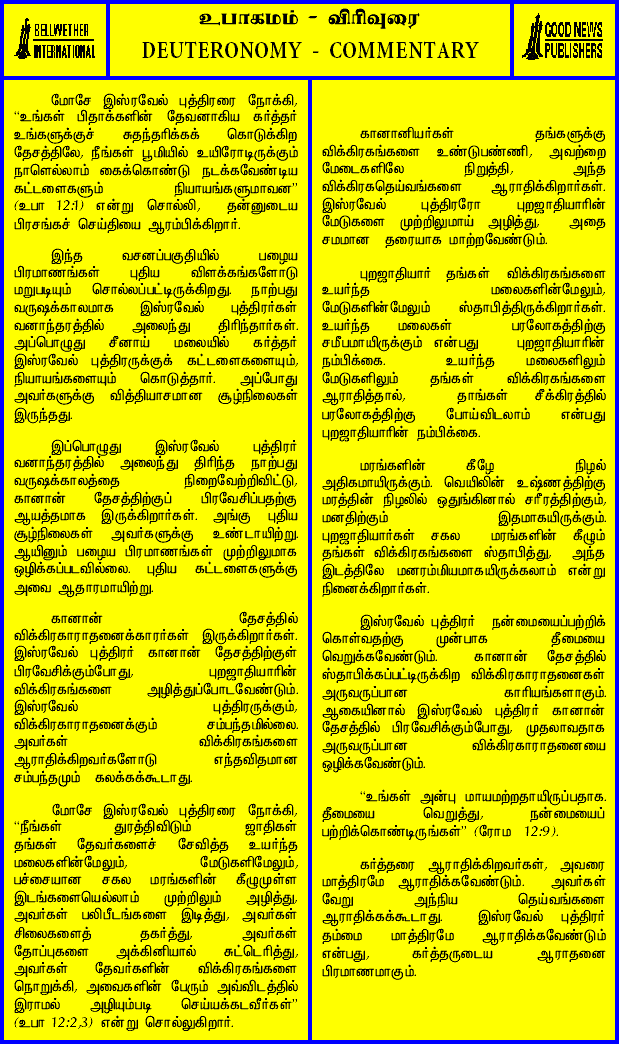 BELLWETHER
INTERNATIONAL
உபாகமம் - விரிவுரை
DEUTERONOMY - COMMENTARY
GOOD NEWS
PUBLISHERS
மோசே இஸ்ரவேல் புத்திரரை நோக்கி,
“உங்கள் பிதாக்களின் தேவனாகிய கர்த்தர்
உங்களுக்குச் சுதந்தரிக்கக் கொடுக்கிற
தேசத்திலே, நீங்கள் பூமியில் உயிரோடிருக்கும்
நாளெல்லாம் கைக்கொண்டு நடக்கவேண்டிய
கட்டளைகளும் நியாயங்களுமாவன”
(உபா 12:1) என்று சொல்லி, தன்னுடைய
பிரசங்கச் செய்தியை ஆரம்பிக்கிறார்.
இந்த வசனப்பகுதியில் பழைய
பிரமாணங்கள் புதிய விளக்கங்களோடு
மறுபடியும் சொல்லப்பட்டிருக்கிறது. நாற்பது
வருஷக்காலமாக இஸ்ரவேல் புத்திரர்கள்
வனாந்தரத்தில் அலைந்து திரிந்தார்கள்.
அப்பொழுது சீனாய் மலையில் கர்த்தர்
இஸ்ரவேல் புத்திரருக்குக் கட்டளைகளையும்,
நியாயங்களையும் கொடுத்தார். அப்போது
அவர்களுக்கு வித்தியாசமான சூழ்நிலைகள்
இருந்தது.
இப்பொழுது இஸ்ரவேல் புத்திரர்
வனாந்தரத்தில் அலைந்து திரிந்த நாற்பது
வருஷக்காலத்தை நிறைவேற்றிவிட்டு,
கானான் தேசத்திற்குப் பிரவேசிப்பதற்கு
ஆயத்தமாக இருக்கிறார்கள். அங்கு புதிய
சூழ்நிலைகள் அவர்களுக்கு உண்டாயிற்று.
ஆயினும் பழைய பிரமாணங்கள் முற்றிலுமாக
ஒழிக்கப்படவில்லை. புதிய கட்டளைகளுக்கு
அவை ஆதாரமாயிற்று.
கானான் தேசத்தில்
விக்கிரகாராதனைக்காரர்கள் இருக்கிறார்கள்.
இஸ்ரவேல் புத்திரர் கானான் தேசத்திற்குள்
பிரவேசிக்கும்போது, புறஜாதியாரின்
விக்கிரகங்களை அழித்துப்போடவேண்டும்.
இஸ்ரவேல் புத்திரருக்கும்,
விக்கிரகாராதனைக்கும் சம்பந்தமில்லை.
அவர்கள் விக்கிரகங்களை
ஆராதிக்கிறவர்களோடு எந்தவிதமான
சம்பந்தமும் கலக்கக்கூடாது.
மோசே இஸ்ரவேல் புத்திரரை நோக்கி,
“நீங்கள் துரத்திவிடும் ஜாதிகள்
தங்கள் தேவர்களைச் சேவித்த உயர்ந்த
மலைகளின்மேலும், மேடுகளிமேலும்,
பச்சையான சகல மரங்களின் கீழுமுள்ள
இடங்களையெல்லாம் முற்றிலும் அழித்து,
அவர்கள் பலிபீடங்களை இடித்து, அவர்கள்
சிலைகளைத் தகர்த்து, அவர்கள்
தோப்புகளை அக்கினியால் சுட்டெரித்து,
அவர்கள் தேவர்களின் விக்கிரகங்களை
நொறுக்கி, அவைகளின் பேரும் அவ்விடத்தில்
இராமல் அழியும்படி செய்யக்கடவீர்கள்”
(உபா 12:2,3) என்று சொல்லுகிறார்.
கானானியர்கள் தங்களுக்கு
விக்கிரகங்களை உண்டுபண்ணி, அவற்றை
மேடைகளிலே நிறுத்தி, அந்த
விக்கிரகதெய்வங்களை ஆராதிக்கிறார்கள்.
இஸ்ரவேல் புத்திரரோ புறஜாதியாரின்
மேடுகளை முற்றிலுமாய் அழித்து, அதை
சமமான தரையாக மாற்றவேண்டும்.
புறஜாதியார் தங்கள் விக்கிரகங்களை
உயர்ந்த மலைகளின்மேலும்,
மேடுகளின்மேலும் ஸ்தாபித்திருக்கிறார்கள்.
உயர்ந்த மலைகள் பரலோகத்திற்கு
சமீபமாயிருக்கும் என்பது புறஜாதியாரின்
நம்பிக்கை. உயர்ந்த மலைகளிலும்
மேடுகளிலும் தங்கள் விக்கிரகங்களை
ஆராதித்தால், தாங்கள் சீக்கிரத்தில்
பரலோகத்திற்கு போய்விடலாம் என்பது
புறஜாதியாரின் நம்பிக்கை.
மரங்களின் கீழே நிழல்
அதிகமாயிருக்கும். வெயிலின் உஷ்ணத்திற்கு
மரத்தின் நிழலில் ஒதுங்கினால் சரீரத்திற்கும்,
மனதிற்கும் இதமாகயிருக்கும்.
புறஜாதியார்கள் சகல மரங்களின் கீழும்
தங்கள் விக்கிரகங்களை ஸ்தாபித்து, அந்த
இடத்திலே மனரம்மியமாகயிருக்கலாம் என்று
நினைக்கிறார்கள்.
இஸ்ரவேல் புத்திரர் நன்மையைப்பற்றிக்
கொள்வதற்கு முன்பாக தீமையை
வெறுக்கவேண்டும். கானான் தேசத்தில்
ஸ்தாபிக்கப்பட்டிருக்கிற விக்கிரகாராதனைகள்
அருவருப்பான காரியங்களாகும்.
ஆகையினால் இஸ்ரவேல் புத்திரர் கானான்
தேசத்தில் பிரவேசிக்கும்போது, முதலாவதாக
அருவருப்பான விக்கிரகாராதனையை
ஒழிக்கவேண்டும்.
“உங்கள் அன்பு மாயமற்றதாயிருப்பதாக.
தீமையை வெறுத்து, நன்மையைப்
பற்றிக்கொண்டிருங்கள்” (ரோம 12:9).
கர்த்தரை ஆராதிக்கிறவர்கள், அவரை
மாத்திரமே ஆராதிக்கவேண்டும். அவர்கள்
வேறு அந்நிய தெய்வங்களை
ஆராதிக்கக்கூடாது. இஸ்ரவேல் புத்திரர்
தம்மை மாத்திரமே ஆராதிக்கவேண்டும்
என்பது, கர்த்தருடைய ஆராதனை
பிரமாணமாகும்.